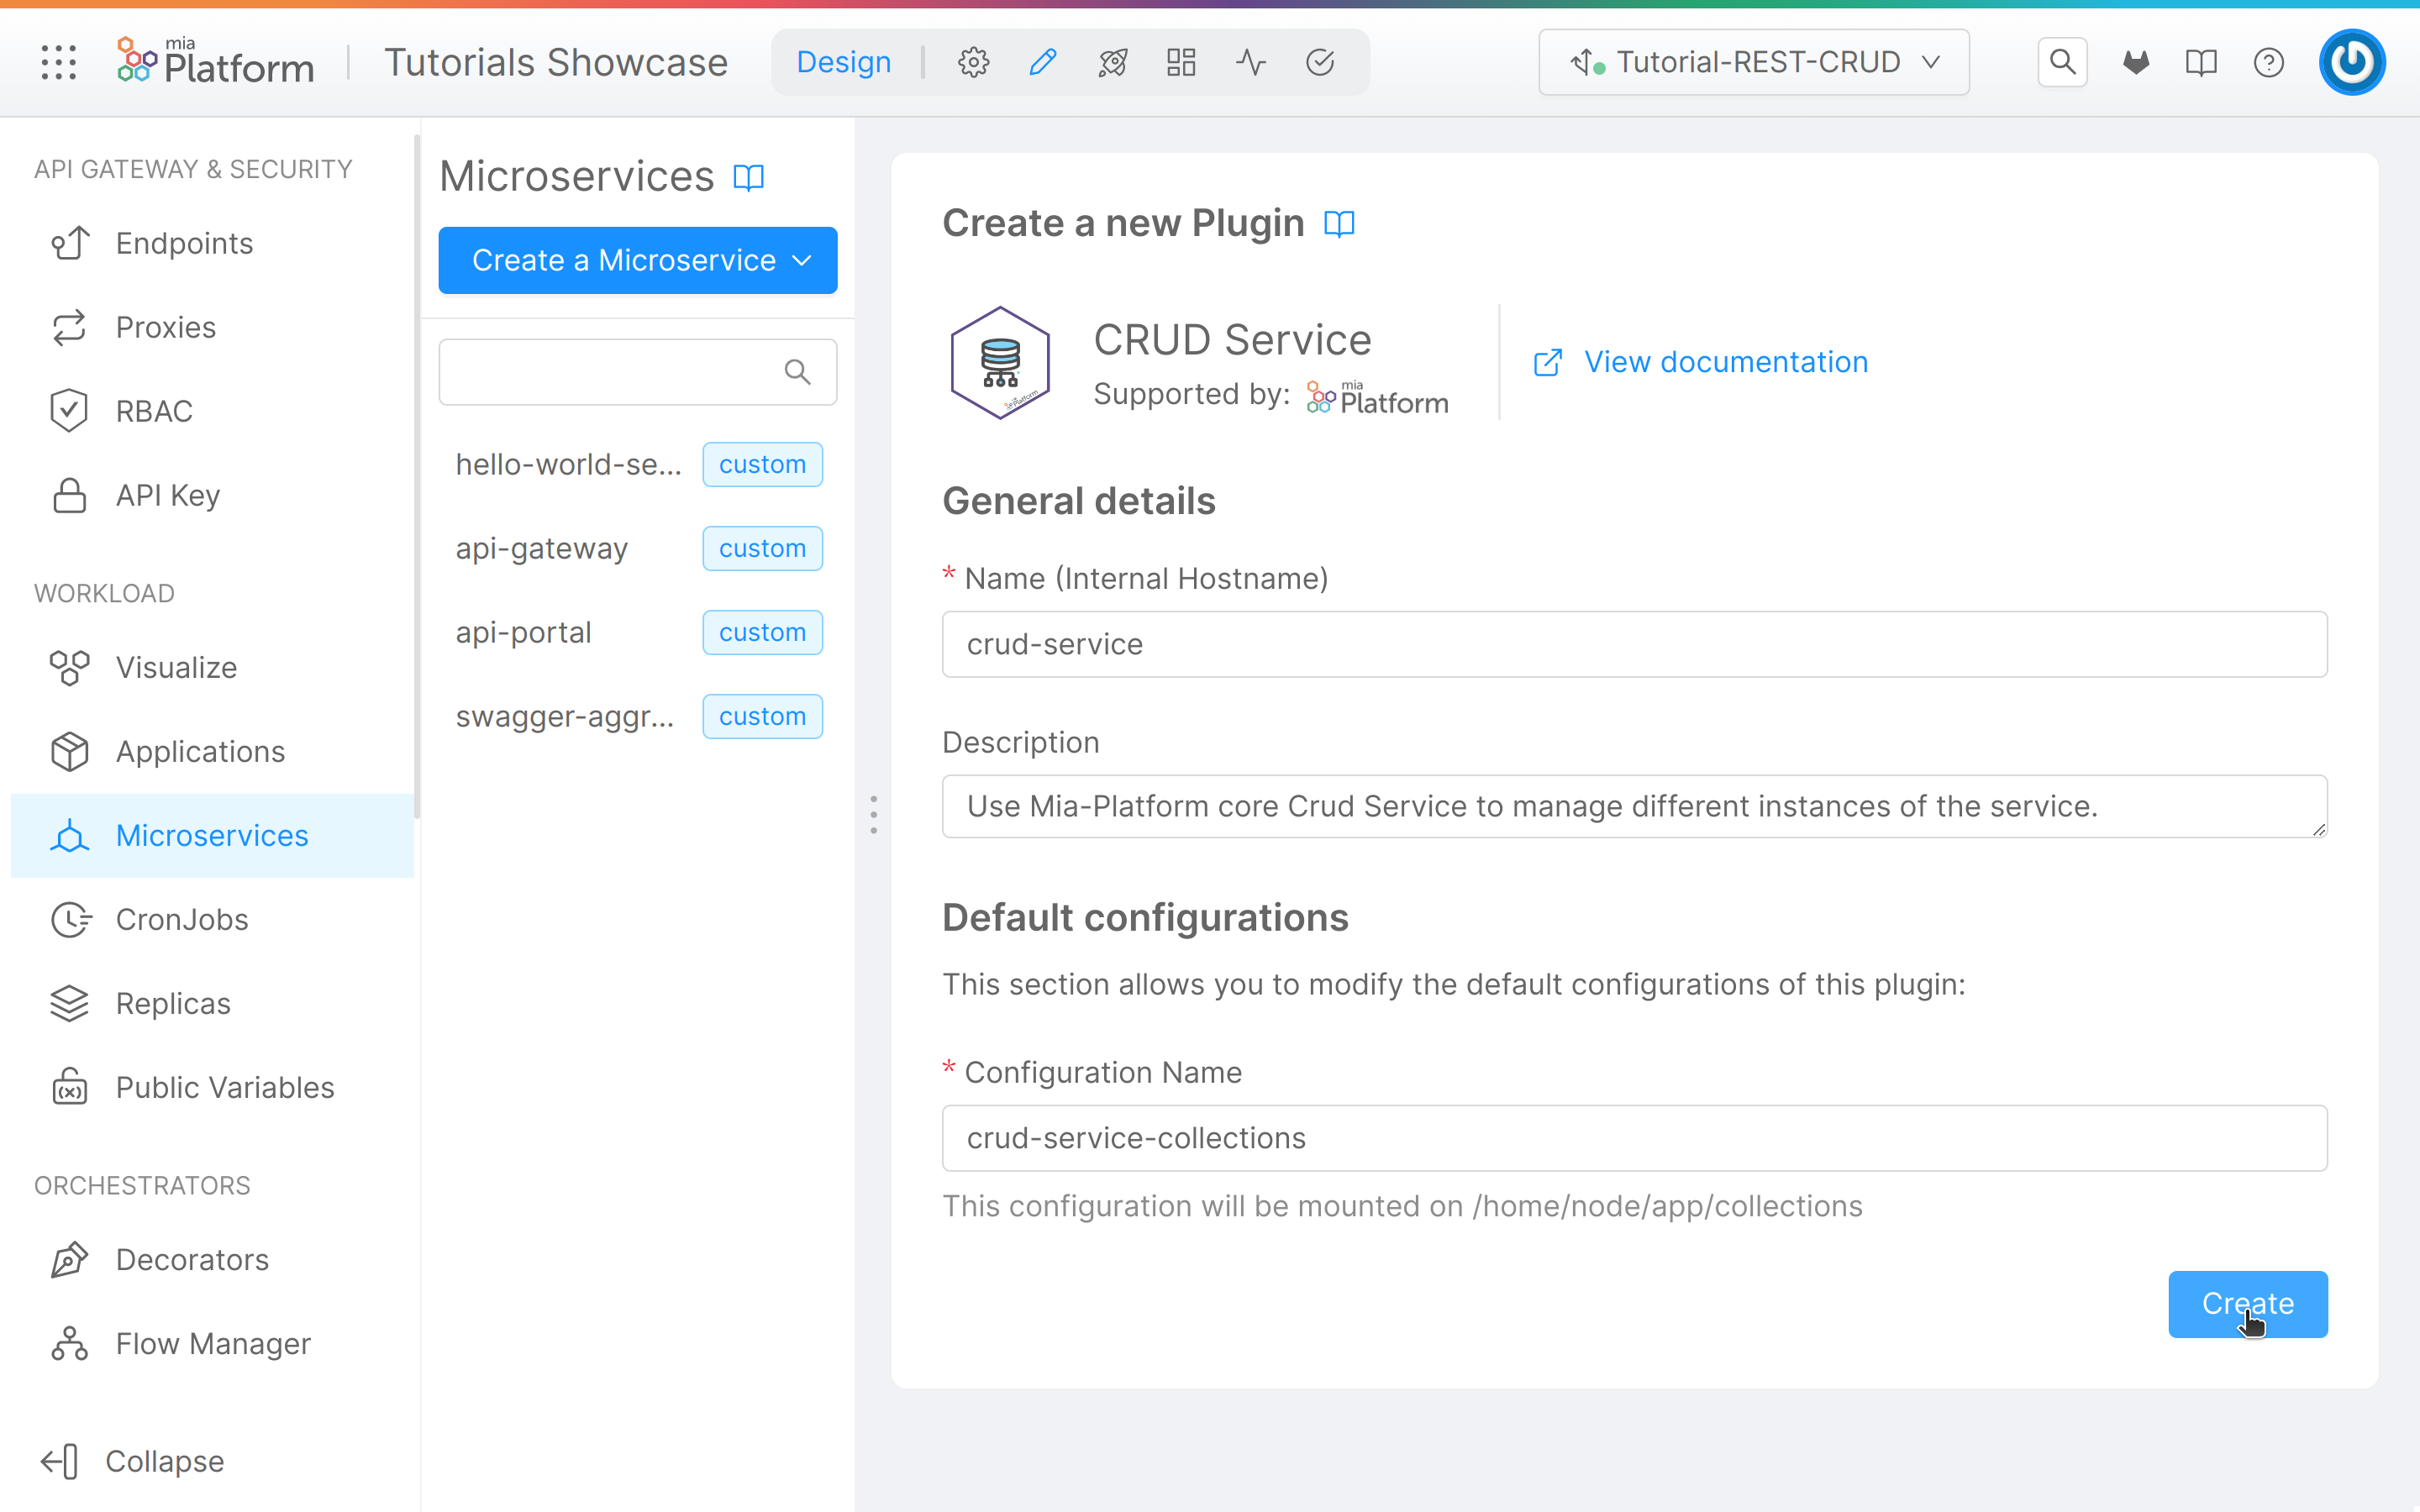 mia
Platform
Tutorials Showcase
Design
Tutorial-REST-CRUD
API GATEWAY & SECURITY
Endpoints
Proxies
RBAC
API Key
WORKLOAD
Visualize
Applications
Microservices
CronJobs
Replicas
Public Variables
ORCHESTRATORS
Decorators
Flow Manager
Collapse
Microservices
Create a Microservice
hello-world-se... custom
api-gateway custom
api-portal custom
swagger-aggr... custom
Create a new Plugin
CRUD Service
Supported by: mia Platform
View documentation
General details
* Name (Internal Hostname)
crud-service
Description
Use Mia-Platform core Crud Service to manage different instances of the service.
Default configurations
This section allows you to modify the default configurations of this plugin:
* Configuration Name
crud-service-collections
This configuration will be mounted on /home/node/app/collections
Create